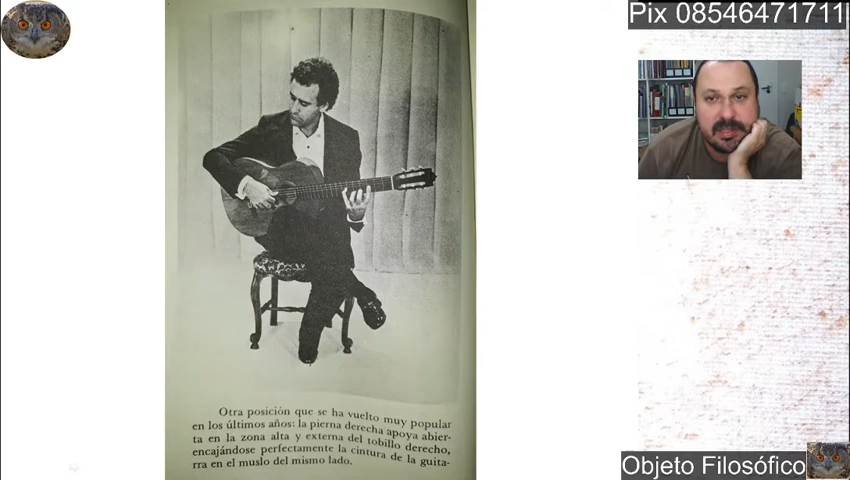 Pix 08546471711
Otra posición que se ha vuelto muy popular
en los últimos años: la pierna derecha apoya abier-
ta en la zona alta y externa del tobillo derecho,
encajándose perfectamente la cintura de la guita-
rra en el muslo del mismo lado.
Objeto Filosófico